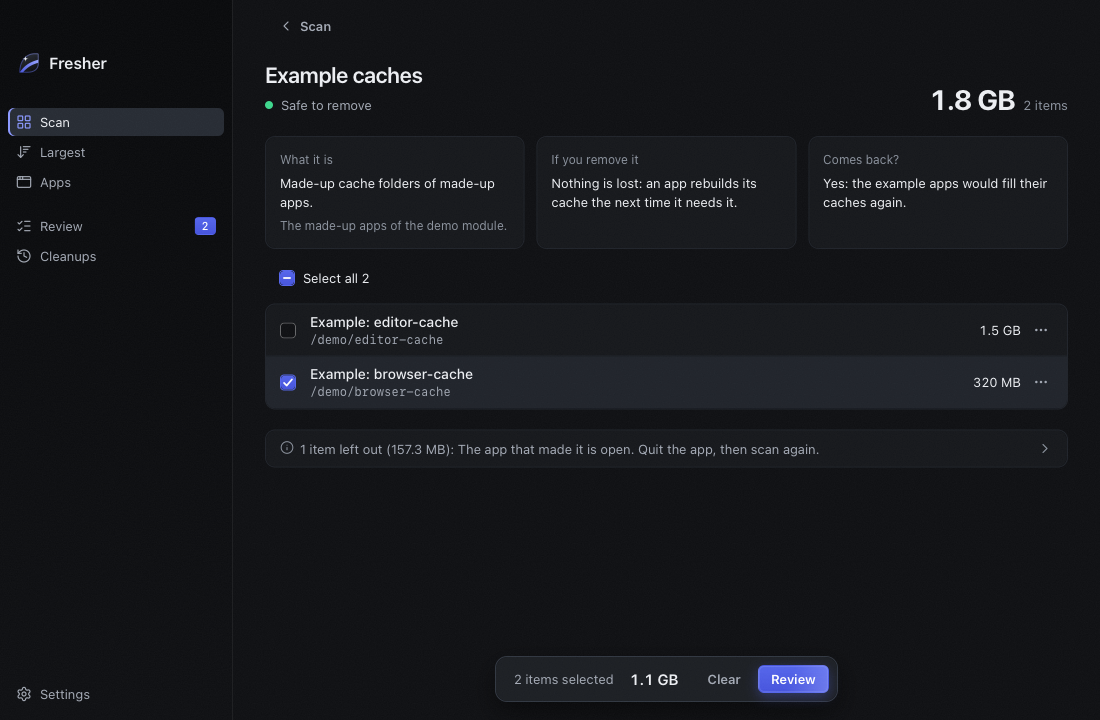 Scan
Fresher
Example caches
Safe to remove
1.8 GB 2 items
Scan
Largest
Apps
Review 2
Cleanups
What it is
Made-up cache folders of made-up
apps.
The made-up apps of the demo module.
If you remove it
Nothing is lost: an app rebuilds its
cache the next time it needs it.
Comes back?
Yes: the example apps would fill their
caches again.
Select all 2
Example: editor-cache
/demo/editor-cache
1.5 GB
Example: browser-cache
/demo/browser-cache
320 MB
1 item left out (157.3 MB): The app that made it is open. Quit the app, then scan again.
2 items selected 1.1 GB Clear Review
Settings